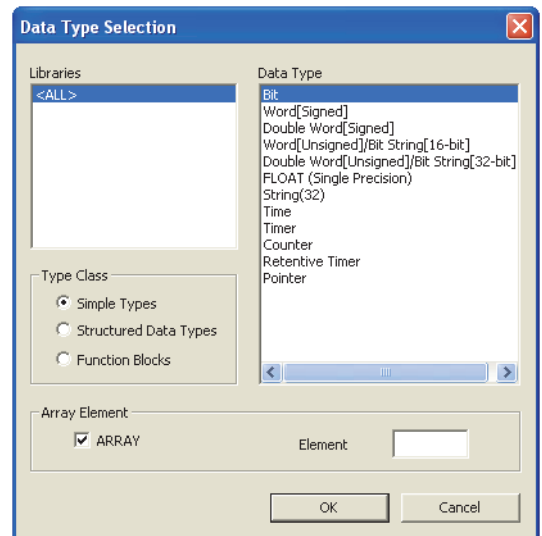 Data Type Selection
Libraries
<ALL>
Data Type
Bit
Word[Signed]
Double Word[Signed]
Word[Unsigned]/Bit String[16-bit]
Double Word[Unsigned]/Bit String[32-bit]
FLOAT (Single Precision)
String(32)
Time
Timer
Counter
Retentive Timer
Pointer
Type Class
Simple Types
Structured Data Types
Function Blocks
Array Element
ARRAY
Element
OK
Cancel